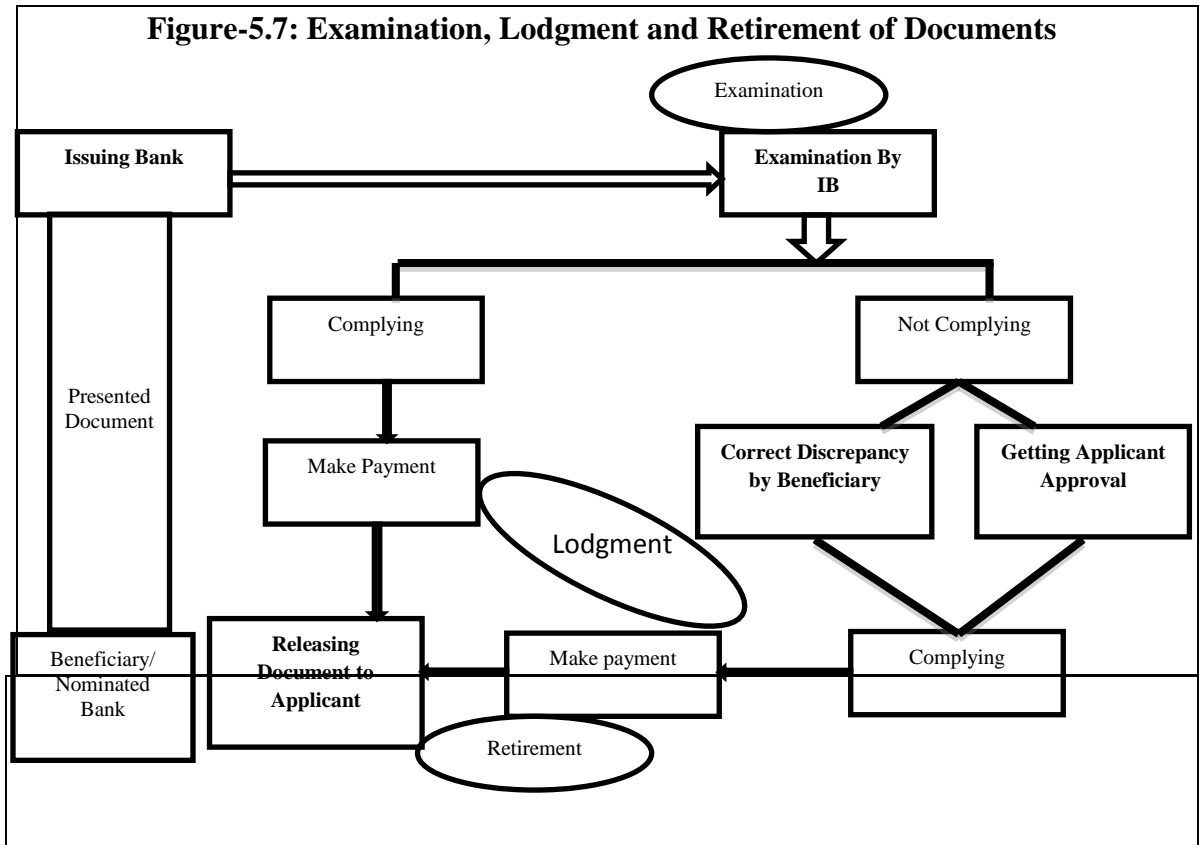 Figure-5.7: Examination, Lodgment and Retirement of Documents
Examination
Issuing Bank
Examination By
IB
Complying
Not Complying
Presented
Document
Make Payment
Correct Discrepancy
by Beneficiary
Getting Applicant
Approval
Lodgment
Beneficiary/
Nominated
Bank
Releasing
Document to
Applicant
Make payment
Complying
Retirement